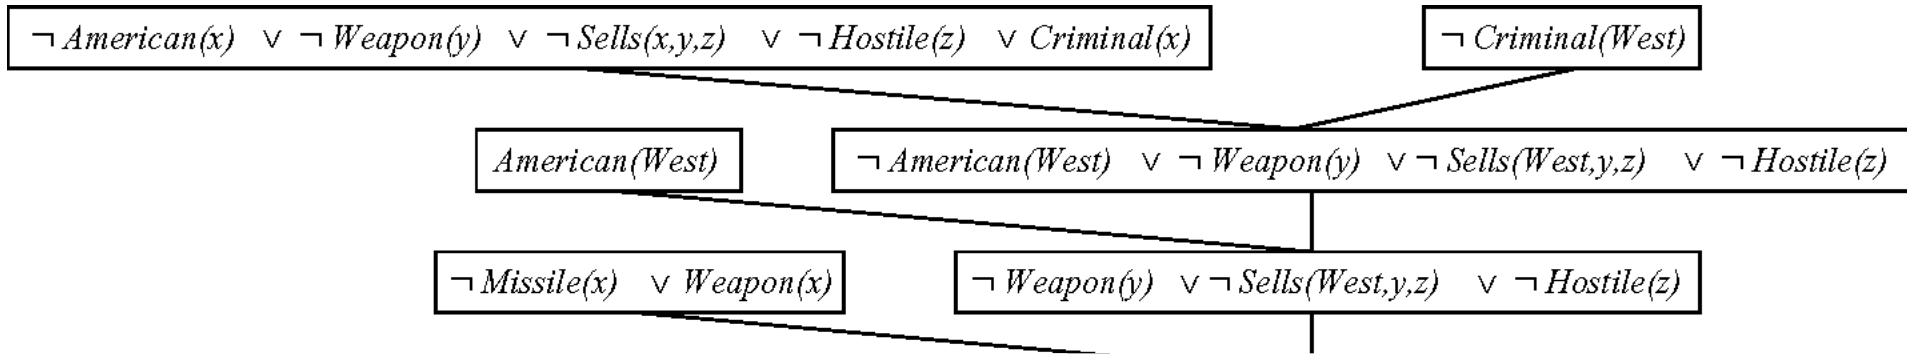 ¬ American(x) ∨ ¬ Weapon(y) ∨ ¬ Sells(x,y,z) ∨ ¬ Hostile(z) ∨ Criminal(x)
¬ Criminal(West)
American(West)
¬ American(West) ∨ ¬ Weapon(y) ∨ ¬ Sells(West,y,z) ∨ ¬ Hostile(z)
¬ Missile(x) ∨ Weapon(x)
¬ Weapon(y) ∨ ¬ Sells(West,y,z) ∨ ¬ Hostile(z)